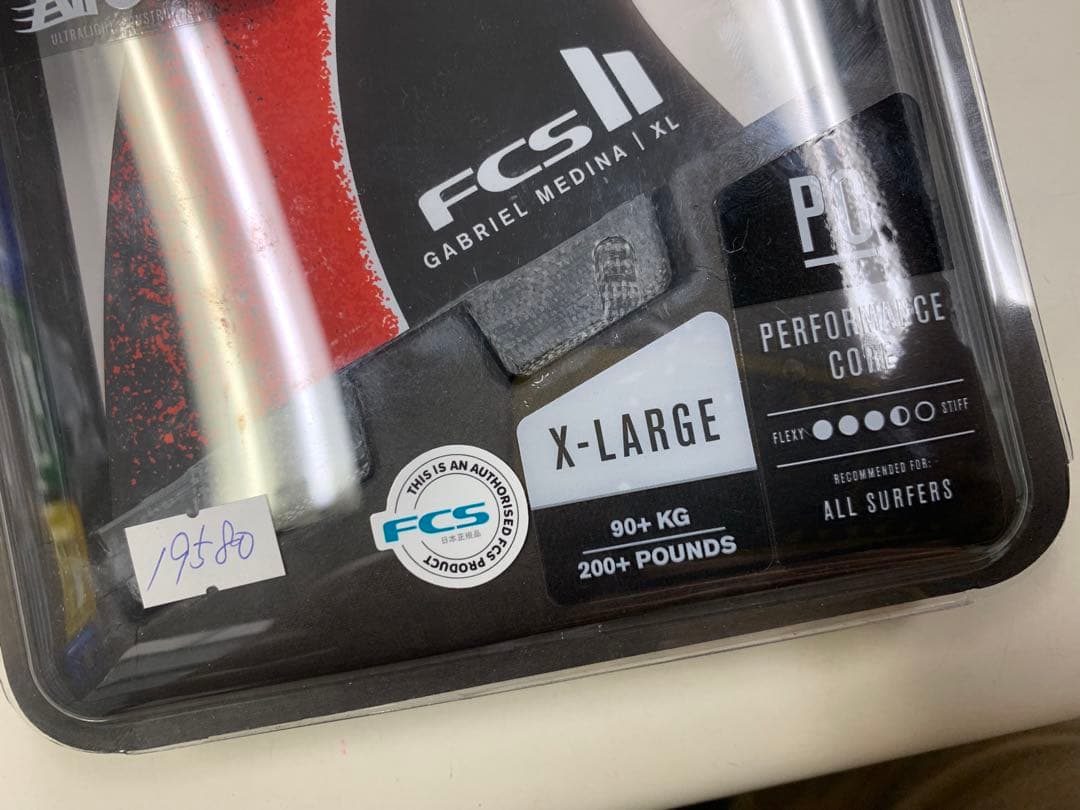 FCS II
GABRIEL MEDINA | XL
PC
PERFORMANCE
CORE
FLEXY STIFF
RECOMMENDED FOR:
ALL SURFERS
X-LARGE
90+ KG
200+ POUNDS
THIS IS AN AUTHORISED FCS PRODUCT
FCS
日本正規品
19580